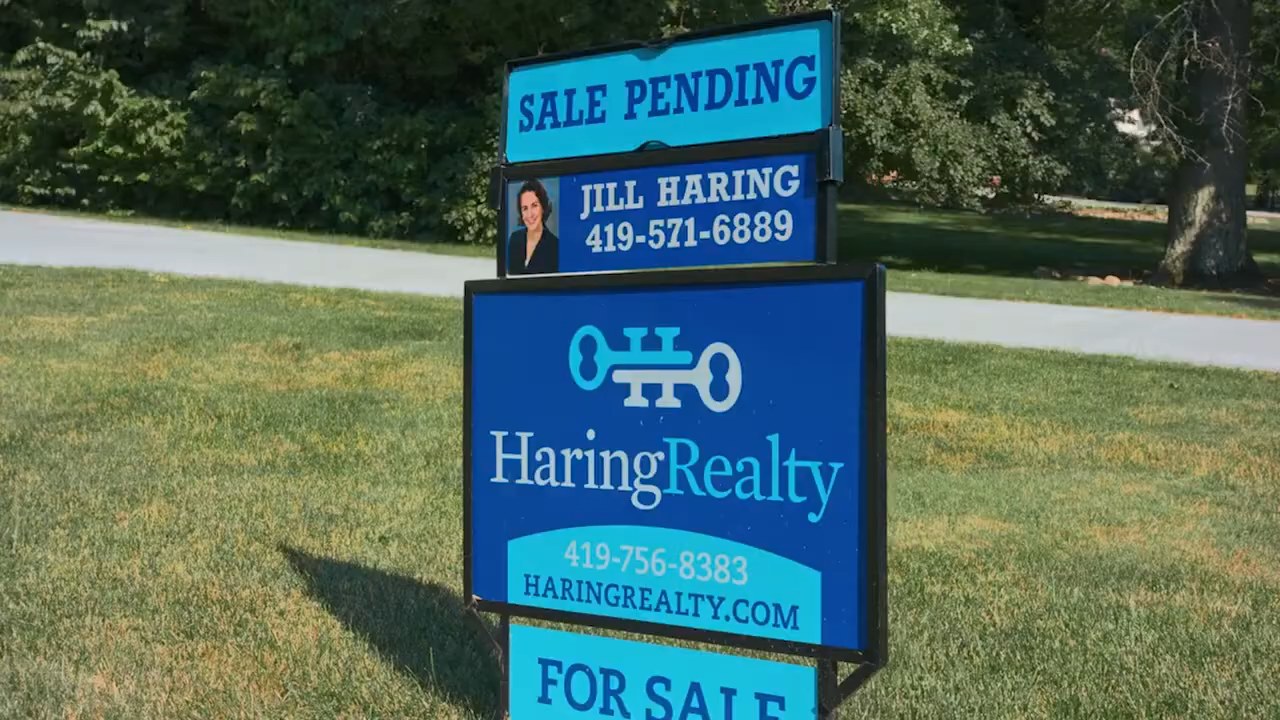 SALE PENDING
JILL HARING
419-571-6889
HaringRealty
419-756-8383
HARINGREALTY.COM
FOR SALE